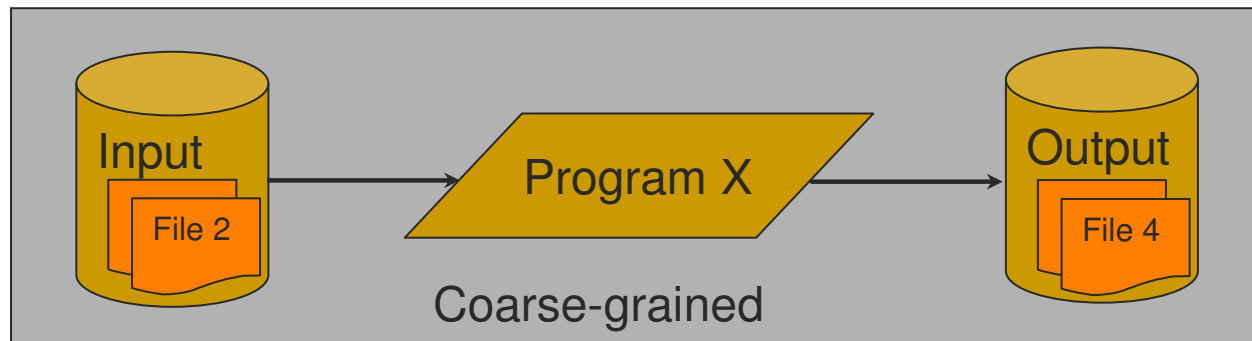 Input
File 2
Program X
Output
File 4
Coarse-grained